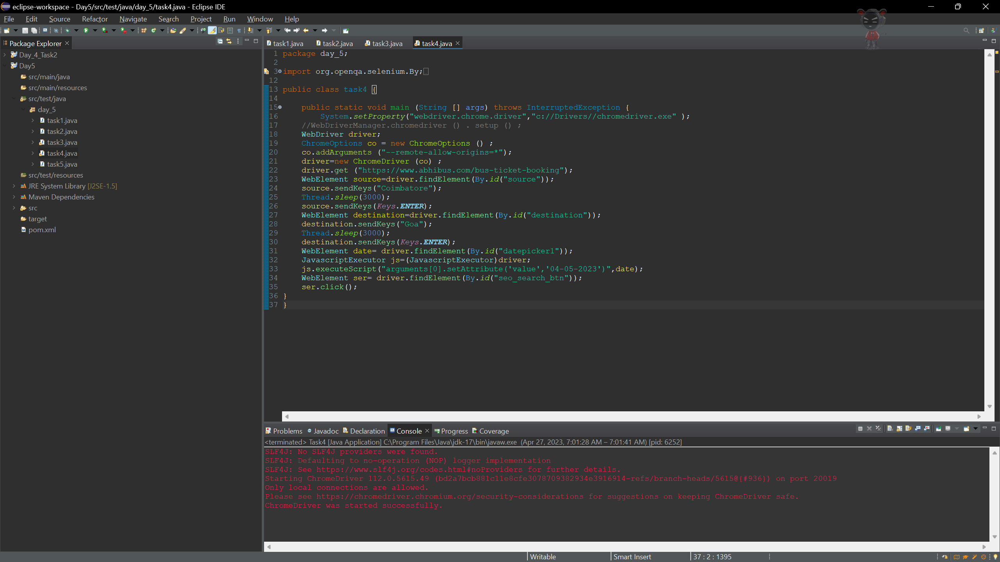 eclipse-workspace - Day5/src/test/java/day_5/task4.java - Eclipse IDE
File Edit Source Refactor Navigate Search Project Run Window Help
Package Explorer
Day_4_Task2
Day5
src/main/java
src/main/resources
src/test/java
day_5
task1.java
task2.java
task3.java
task4.java
task5.java
src/test/resources
JRE System Library [J2SE-1.5]
Maven Dependencies
src
target
pom.xml
task1.java task2.java task3.java task4.java
1 package day_5;
2
3 import org.openqa.selenium.By;
12
13 public class task4 {
14
15 public static void main (String [] args) throws InterruptedException {
16 System.setProperty("webdriver.chrome.driver","c://Drivers//chromedriver.exe" );
17 //WebDriverManager.chromedriver () . setup () ;
18 WebDriver driver;
19 ChromeOptions co = new ChromeOptions () ;
20 co.addArguments ("--remote-allow-origins=*");
21 driver=new ChromeDriver (co) ;
22 driver.get ("https://www.abhibus.com/bus-ticket-booking");
23 WebElement source=driver.findElement(By.id("source"));
24 source.sendKeys("Coimbatore");
25 Thread.sleep(3000);
26 source.sendKeys(Keys.ENTER);
27 WebElement destination=driver.findElement(By.id("destination"));
28 destination.sendKeys("Goa");
29 Thread.sleep(3000);
30 destination.sendKeys(Keys.ENTER);
31 WebElement date= driver.findElement(By.id("datepicker1"));
32 JavascriptExecutor js=(JavascriptExecutor)driver;
33 js.executeScript("arguments[0].setAttribute('value','04-05-2023')",date);
34 WebElement ser= driver.findElement(By.id("seo_search_btn"));
35 ser.click();
36 }
37 }
Problems Javadoc Declaration Console Progress Coverage
<terminated> Task4 [Java Application] C:\Program Files\Java\jdk-17\bin\javaw.exe (Apr 27, 2023, 7:01:28 AM – 7:01:41 AM) [pid: 6252]
SLF4J: No SLF4J providers were found.
SLF4J: Defaulting to no-operation (NOP) logger implementation
SLF4J: See https://www.slf4j.org/codes.html#noProviders for further details.
Starting ChromeDriver 112.0.5615.49 (bd2a7bcb881c11e8cfe3078709382934e3916914-refs/branch-heads/5615@{#936}) on port 20019
Only local connections are allowed.
Please see https://chromedriver.chromium.org/security-considerations for suggestions on keeping ChromeDriver safe.
ChromeDriver was started successfully.
Writable Smart Insert 37 : 2 : 1395